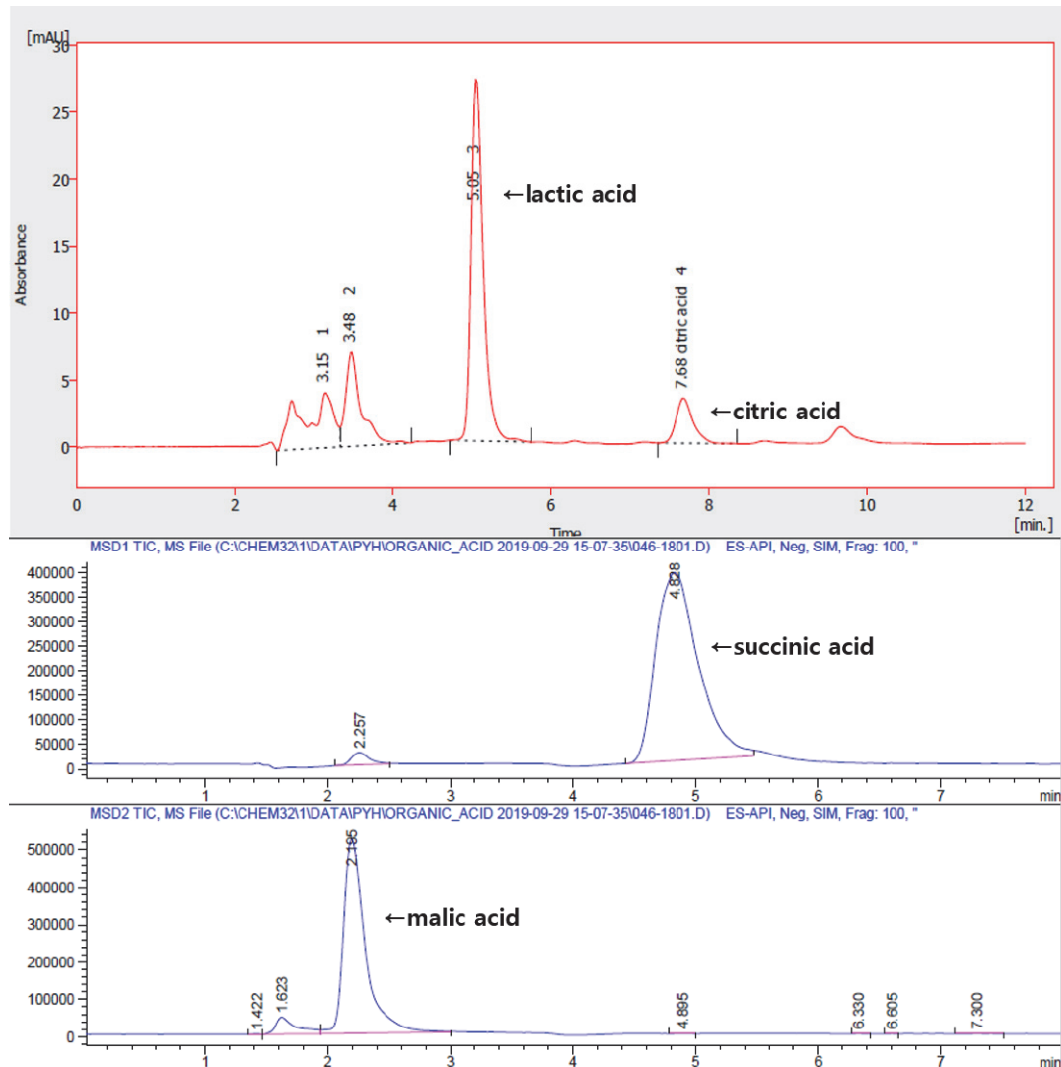 [mAU]
30
25
20
15
10
5
0
Absorbance
3.15 1
3.48 2
5.05 3
←lactic acid
7.68 citric acid 4
←citric acid
0 2 4 6 8 10 12
Time
[min.]
MSD1 TIC, MS File (C:\CHEM32\1\DATA\PYH\ORGANIC_ACID 2019-09-29 15-07-35\046-1801.D) ES-API, Neg, SIM, Frag: 100, "
400000
350000
300000
250000
200000
150000
100000
50000
0
2.257
4.828
←succinic acid
1 2 3 4 5 6 7 min
MSD2 TIC, MS File (C:\CHEM32\1\DATA\PYH\ORGANIC_ACID 2019-09-29 15-07-35\046-1801.D) ES-API, Neg, SIM, Frag: 100, "
500000
400000
300000
200000
100000
0
1.422
1.623
2.195
←malic acid
4.895
6.330
6.605
7.300
1 2 3 4 5 6 7 min